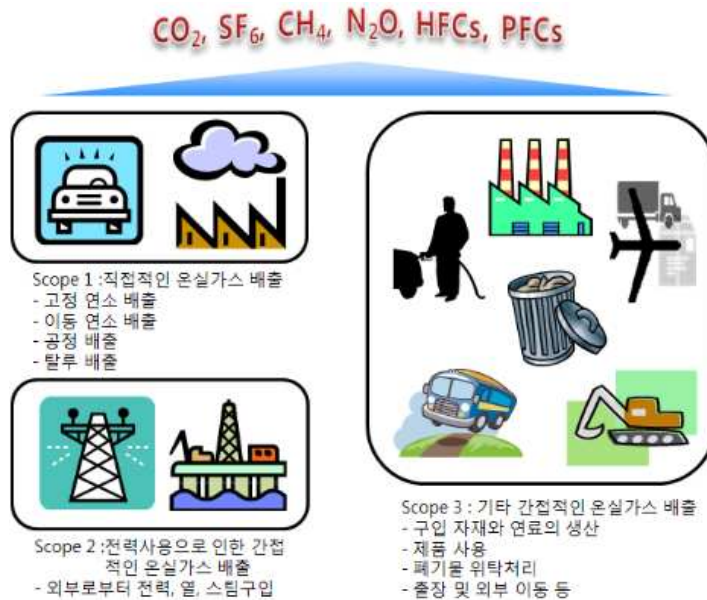 CO₂, SF₆, CH₄, N₂O, HFCs, PFCs
Scope 1 :직접적인 온실가스 배출
- 고정 연소 배출
- 이동 연소 배출
- 공정 배출
- 탈루 배출
Scope 2 :전력사용으로 인한 간접
적인 온실가스 배출
- 외부로부터 전력, 열, 스팀구입
Scope 3 : 기타 간접적인 온실가스 배출
- 구입 자재와 연료의 생산
- 제품 사용
- 폐기물 위탁처리
- 출장 및 외부 이동 등